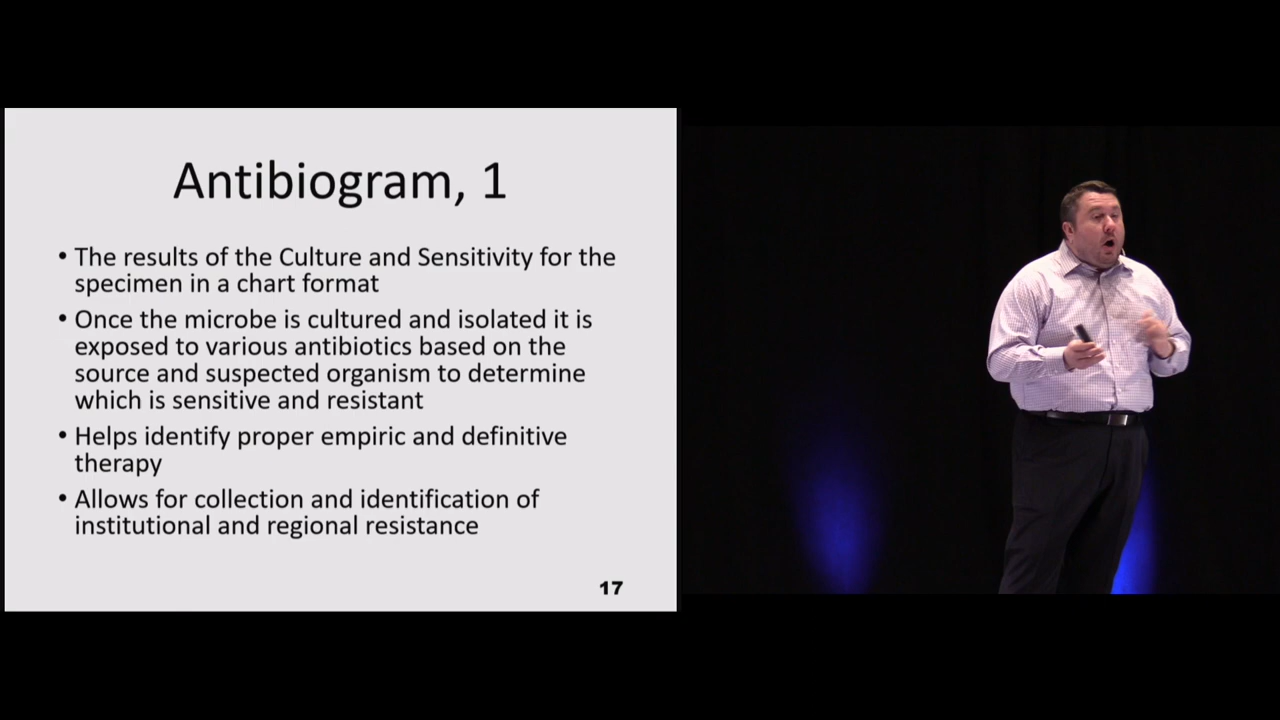 Antibiogram, 1
• The results of the Culture and Sensitivity for the
specimen in a chart format
• Once the microbe is cultured and isolated it is
exposed to various antibiotics based on the
source and suspected organism to determine
which is sensitive and resistant
• Helps identify proper empiric and definitive
therapy
• Allows for collection and identification of
institutional and regional resistance
17